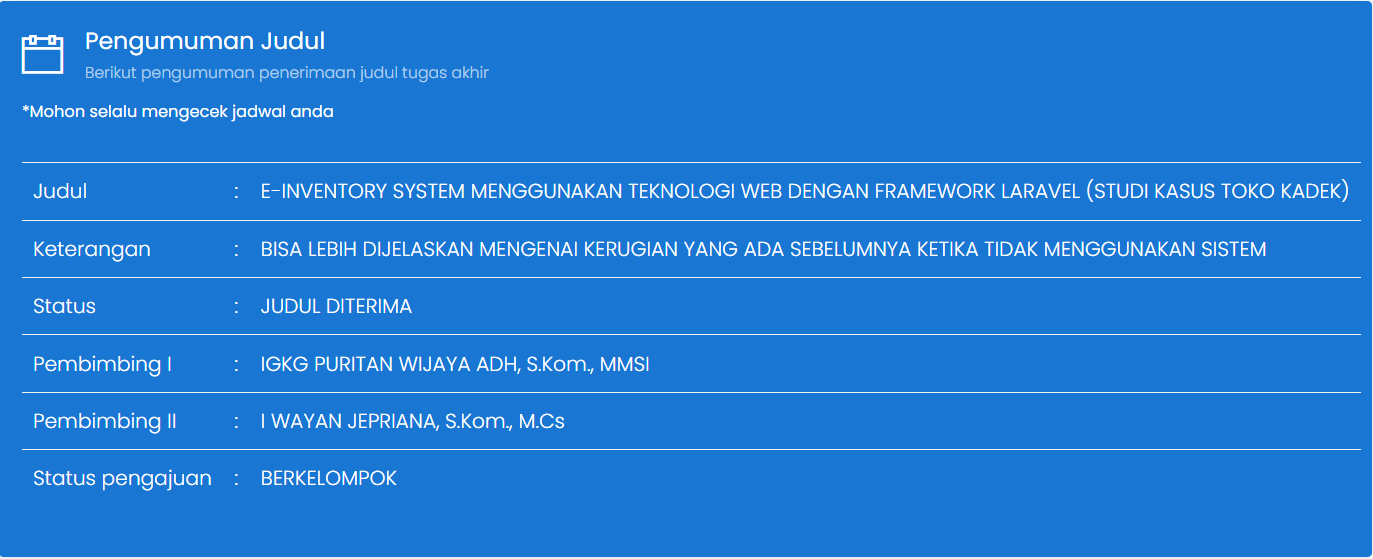 Pengumuman Judul
Berikut pengumuman penerimaan judul tugas akhir
*Mohon selalu mengecek jadwal anda
Judul : E-INVENTORY SYSTEM MENGGUNAKAN TEKNOLOGI WEB DENGAN FRAMEWORK LARAVEL (STUDI KASUS TOKO KADEK)
Keterangan : BISA LEBIH DIJELASKAN MENGENAI KERUGIAN YANG ADA SEBELUMNYA KETIKA TIDAK MENGGUNAKAN SISTEM
Status : JUDUL DITERIMA
Pembimbing I : IGKG PURITAN WIJAYA ADH, S.Kom., MMSI
Pembimbing II : I WAYAN JEPRIANA, S.Kom., M.Cs
Status pengajuan : BERKELOMPOK